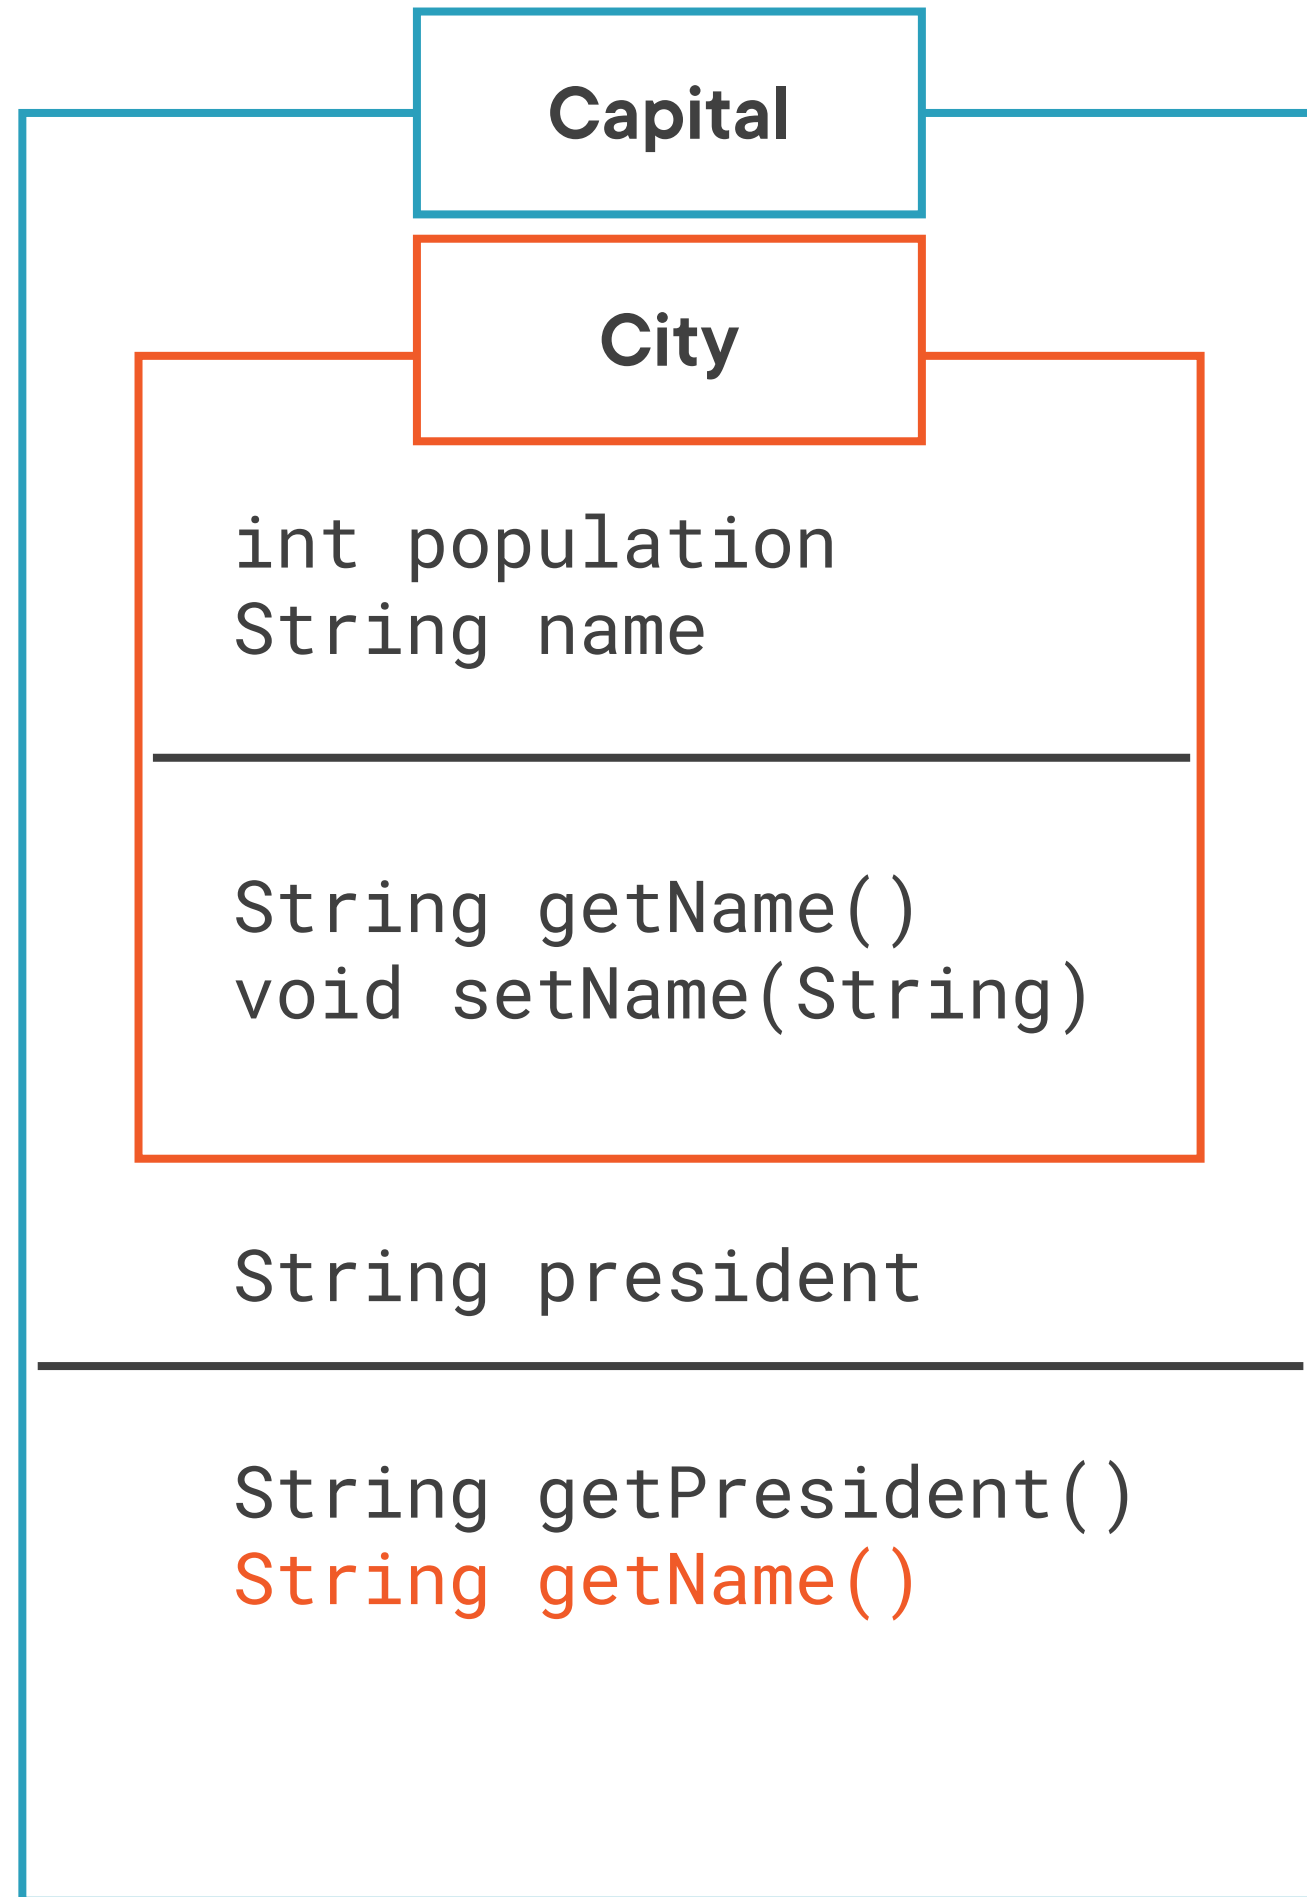 Capital
City
int population
String name
String getName()
void setName(String)
String president
String getPresident()
String getName()